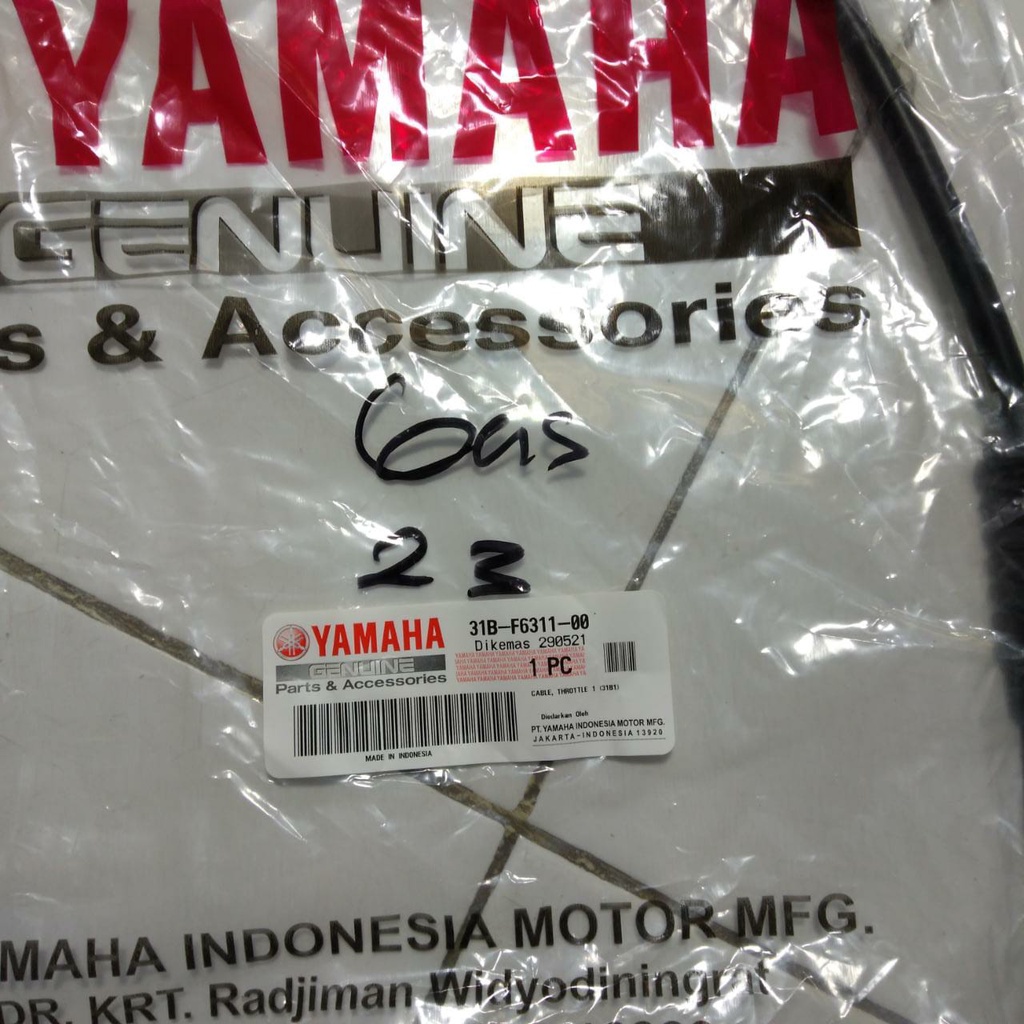 YAMAHA
GENUINE
s & Accessories
Gas
23
YAMAHA
GENUINE
Parts & Accessories
31B-F6311-00
Dikemas 290521
1 PC
CABLE, THROTTLE 1 (31B1)
Diedarkan Oleh
PT. YAMAHA INDONESIA MOTOR MFG.
JAKARTA-INDONESIA 13920
MADE IN INDONESIA
MAHA INDONESIA MOTOR MFG.
DR. KRT. Radjiman Widyodiningrat